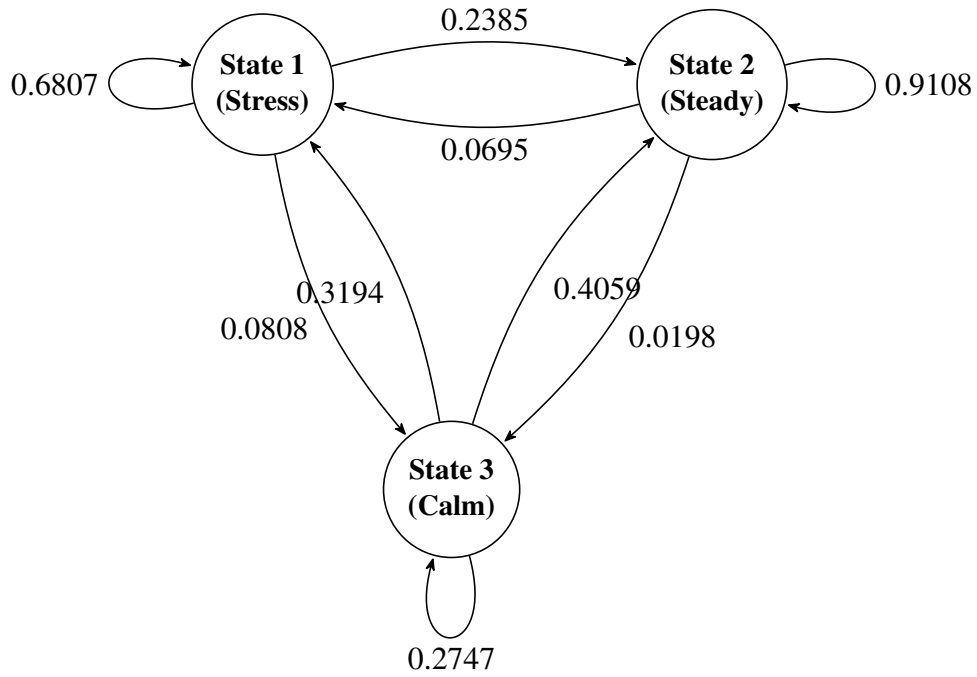 0.2385
State 1
(Stress)
State 2
(Steady)
0.6807
0.9108
0.0695
0.3194
0.4059
0.0808
0.0198
State 3
(Calm)
0.2747